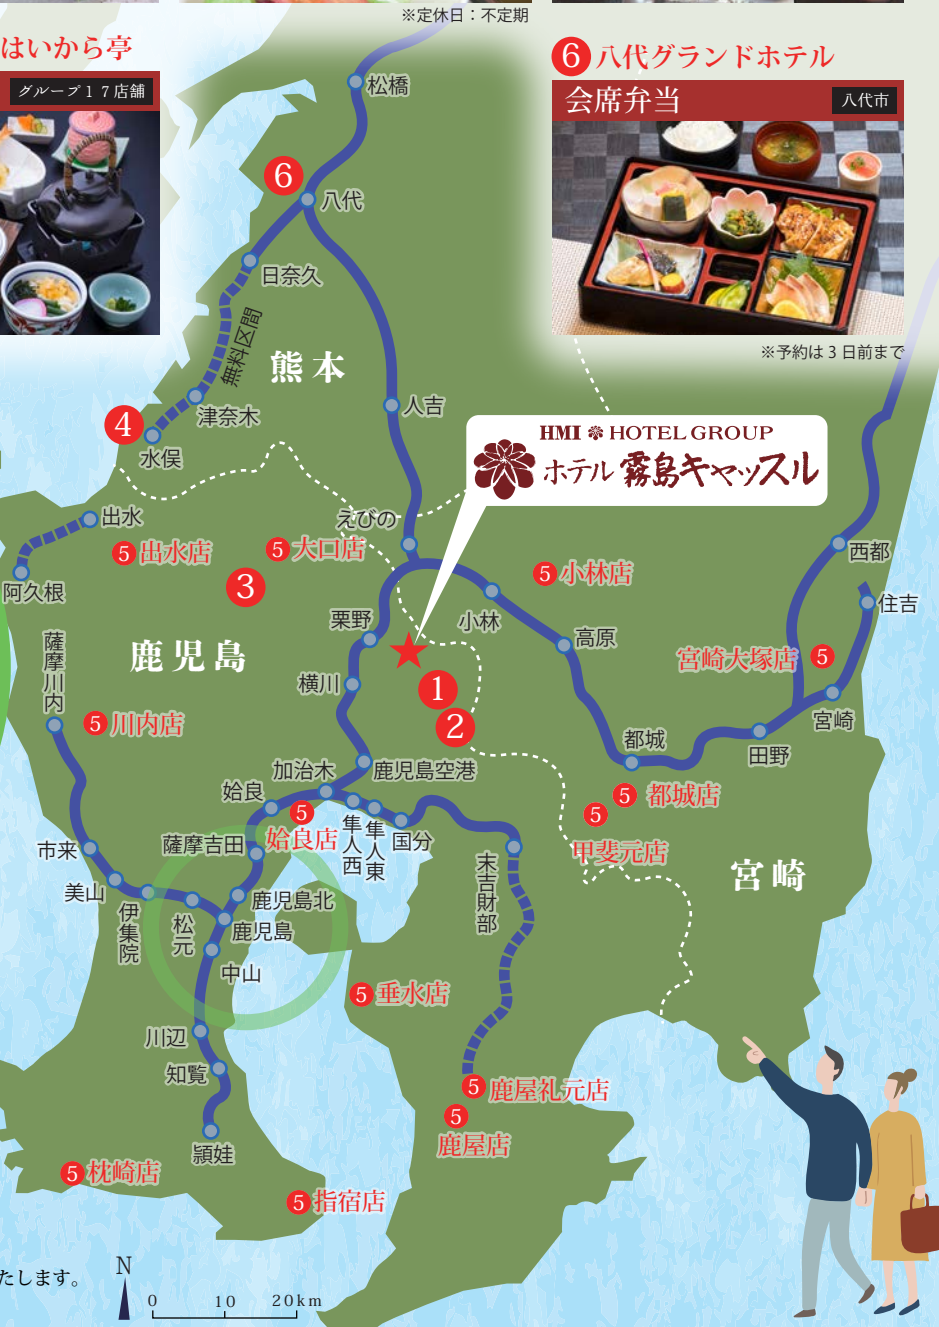 ※定休日：不定期
はいから亭
グループ１７店舗
6 八代グランドホテル
会席弁当
八代市
※予約は３日前まで
松橋
6
八代
日奈久
無料区間
熊本
津奈木
4
水俣
人吉
HMI HOTEL GROUP
ホテル 霧島キャッスル
えびの
出水
5 出水店
5 大口店
3
阿久根
5 小林店
小林
西都
住吉
栗野
高原
鹿児島
薩摩川内
横川
1
2
宮崎大塚店 5
宮崎
5 川内店
都城
田野
加治木
鹿児島空港
姶良
5
姶良店
隼人西
隼人東
国分
5 都城店
5
甲斐元店
市来
薩摩吉田
末吉財部
宮崎
美山
伊集院
松元
鹿児島北
鹿児島
中山
5 垂水店
川辺
知覧
5 鹿屋礼元店
5
鹿屋店
頴娃
5 枕崎店
5 指宿店
たします。
N
0 10 20km